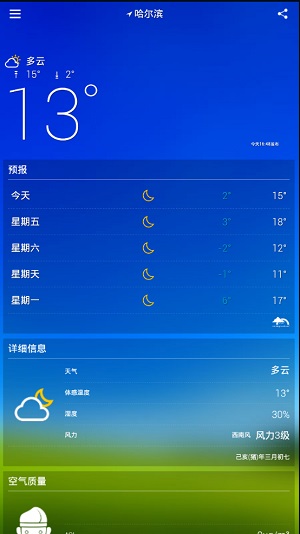 哈尔滨
多云
15° 2°
13°
今天18:40发布
预报
今天 2° 15°
星期五 3° 18°
星期六 -2° 12°
星期天 -1° 11°
星期一 6° 17°
详细信息
天气 多云
体感温度 13°
湿度 30%
风力 西南风 风力3级
己亥(猪)年三月初七
空气质量